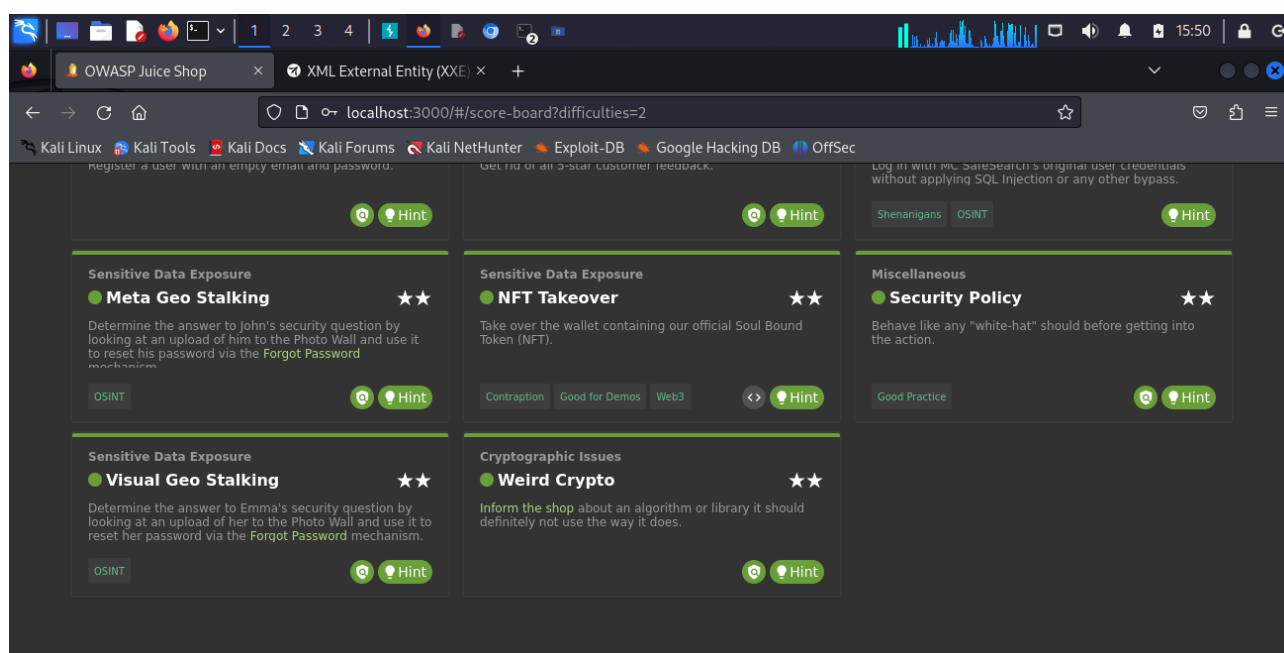 1 2 3 4 2 15:50
OWASP Juice Shop × XML External Entity (XXE) × +
localhost:3000/#/score-board?difficulties=2
Kali Linux Kali Tools Kali Docs Kali Forums Kali NetHunter Exploit-DB Google Hacking DB OffSec
Register a user with an empty email and password.
Hint
Get rid of all 5-star customer feedback.
Hint
Log in with MC SafeSearch's original user credentials
without applying SQL Injection or any other bypass.
Shenanigans OSINT Hint
Sensitive Data Exposure
Meta Geo Stalking ★★
Determine the answer to John's security question by
looking at an upload of him to the Photo Wall and use it
to reset his password via the Forgot Password
mechanism
OSINT Hint
Sensitive Data Exposure
NFT Takeover ★★
Take over the wallet containing our official Soul Bound
Token (NFT).
Contraption Good for Demos Web3 <> Hint
Miscellaneous
Security Policy ★★
Behave like any "white-hat" should before getting into
the action.
Good Practice Hint
Sensitive Data Exposure
Visual Geo Stalking ★★
Determine the answer to Emma's security question by
looking at an upload of her to the Photo Wall and use it to
reset her password via the Forgot Password mechanism.
OSINT Hint
Cryptographic Issues
Weird Crypto ★★
Inform the shop about an algorithm or library it should
definitely not use the way it does.
Hint